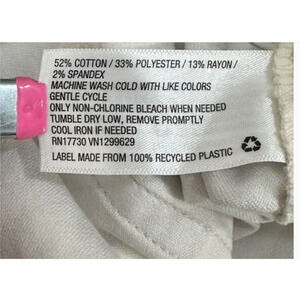 52% COTTON / 33% POLYESTER / 13% RAYON /
2% SPANDEX
MACHINE WASH COLD WITH LIKE COLORS
GENTLE CYCLE
ONLY NON-CHLORINE BLEACH WHEN NEEDED
TUMBLE DRY LOW, REMOVE PROMPTLY
COOL IRON IF NEEDED
RN17730 VN1299629
LABEL MADE FROM 100% RECYCLED PLASTIC